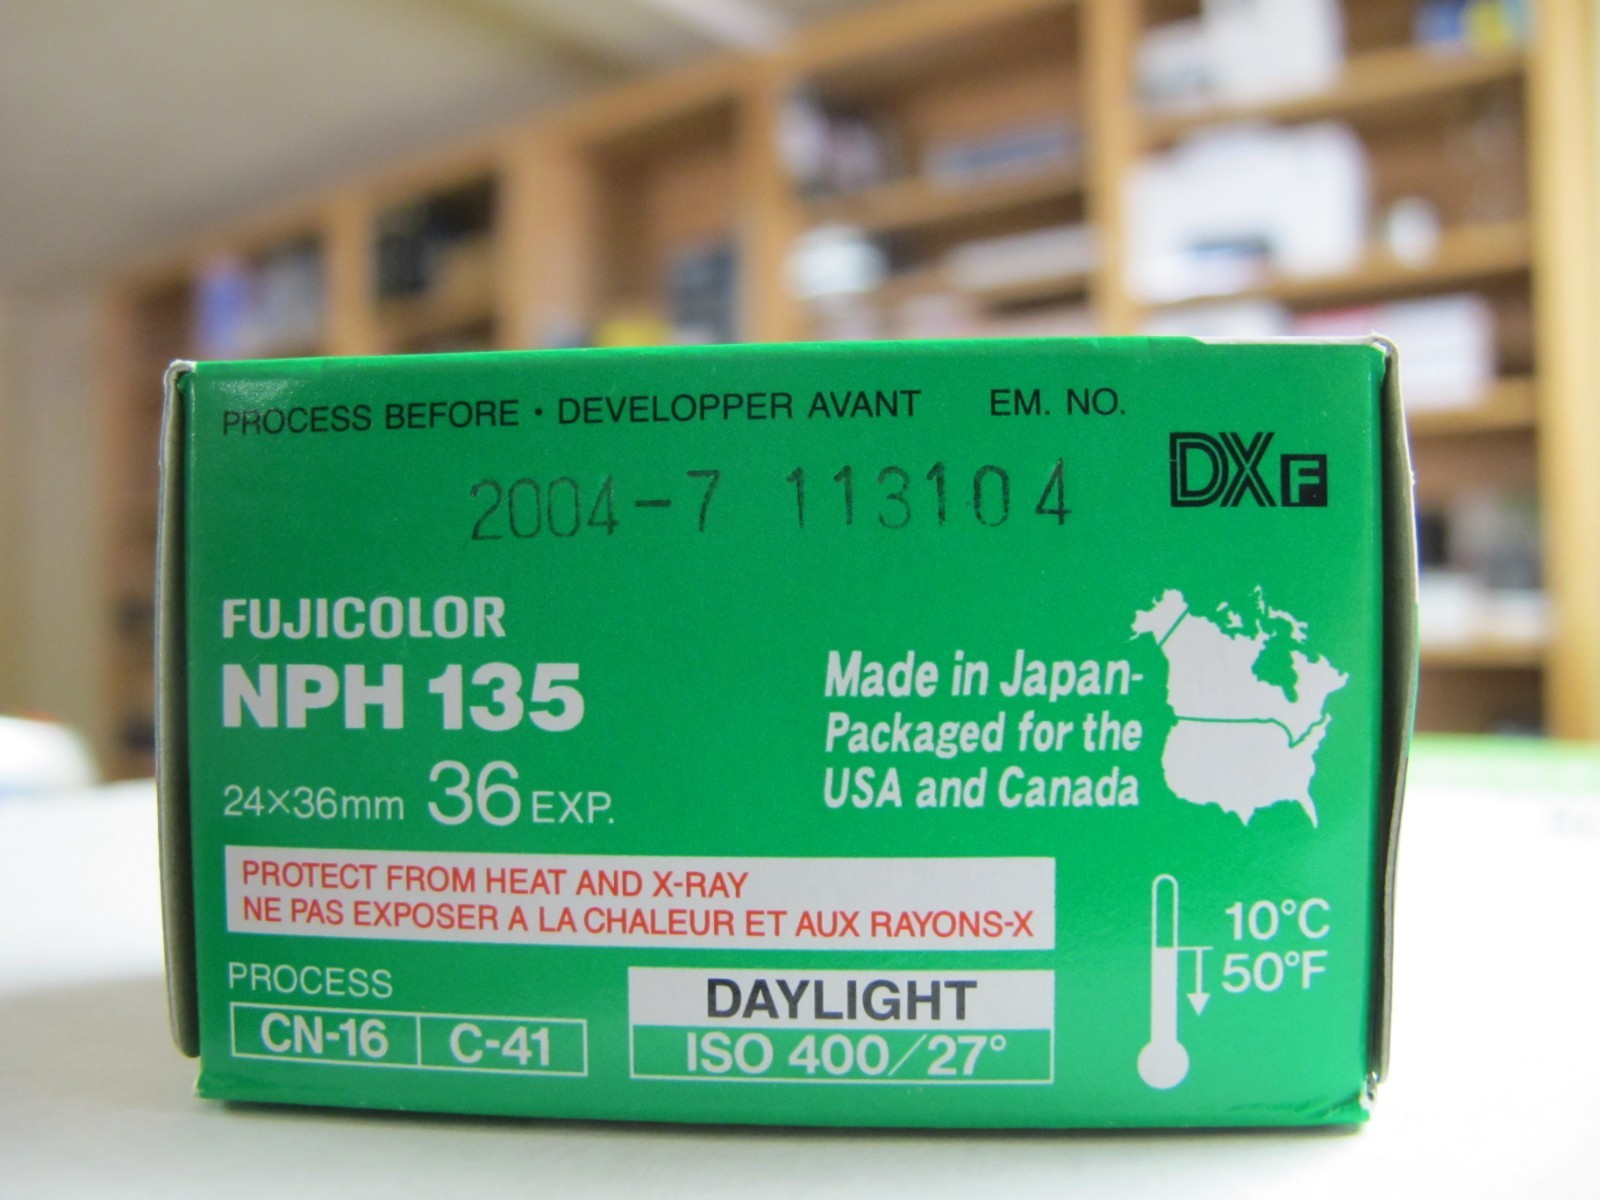 PROCESS BEFORE · DEVELOPPER AVANT EM. NO.
2004-7 113104
DXF
FUJICOLOR
NPH 135
24×36mm 36 EXP.
Made in Japan-
Packaged for the
USA and Canada
PROTECT FROM HEAT AND X-RAY
NE PAS EXPOSER A LA CHALEUR ET AUX RAYONS-X
10°C
50°F
PROCESS
CN-16 C-41
DAYLIGHT
ISO 400/27°